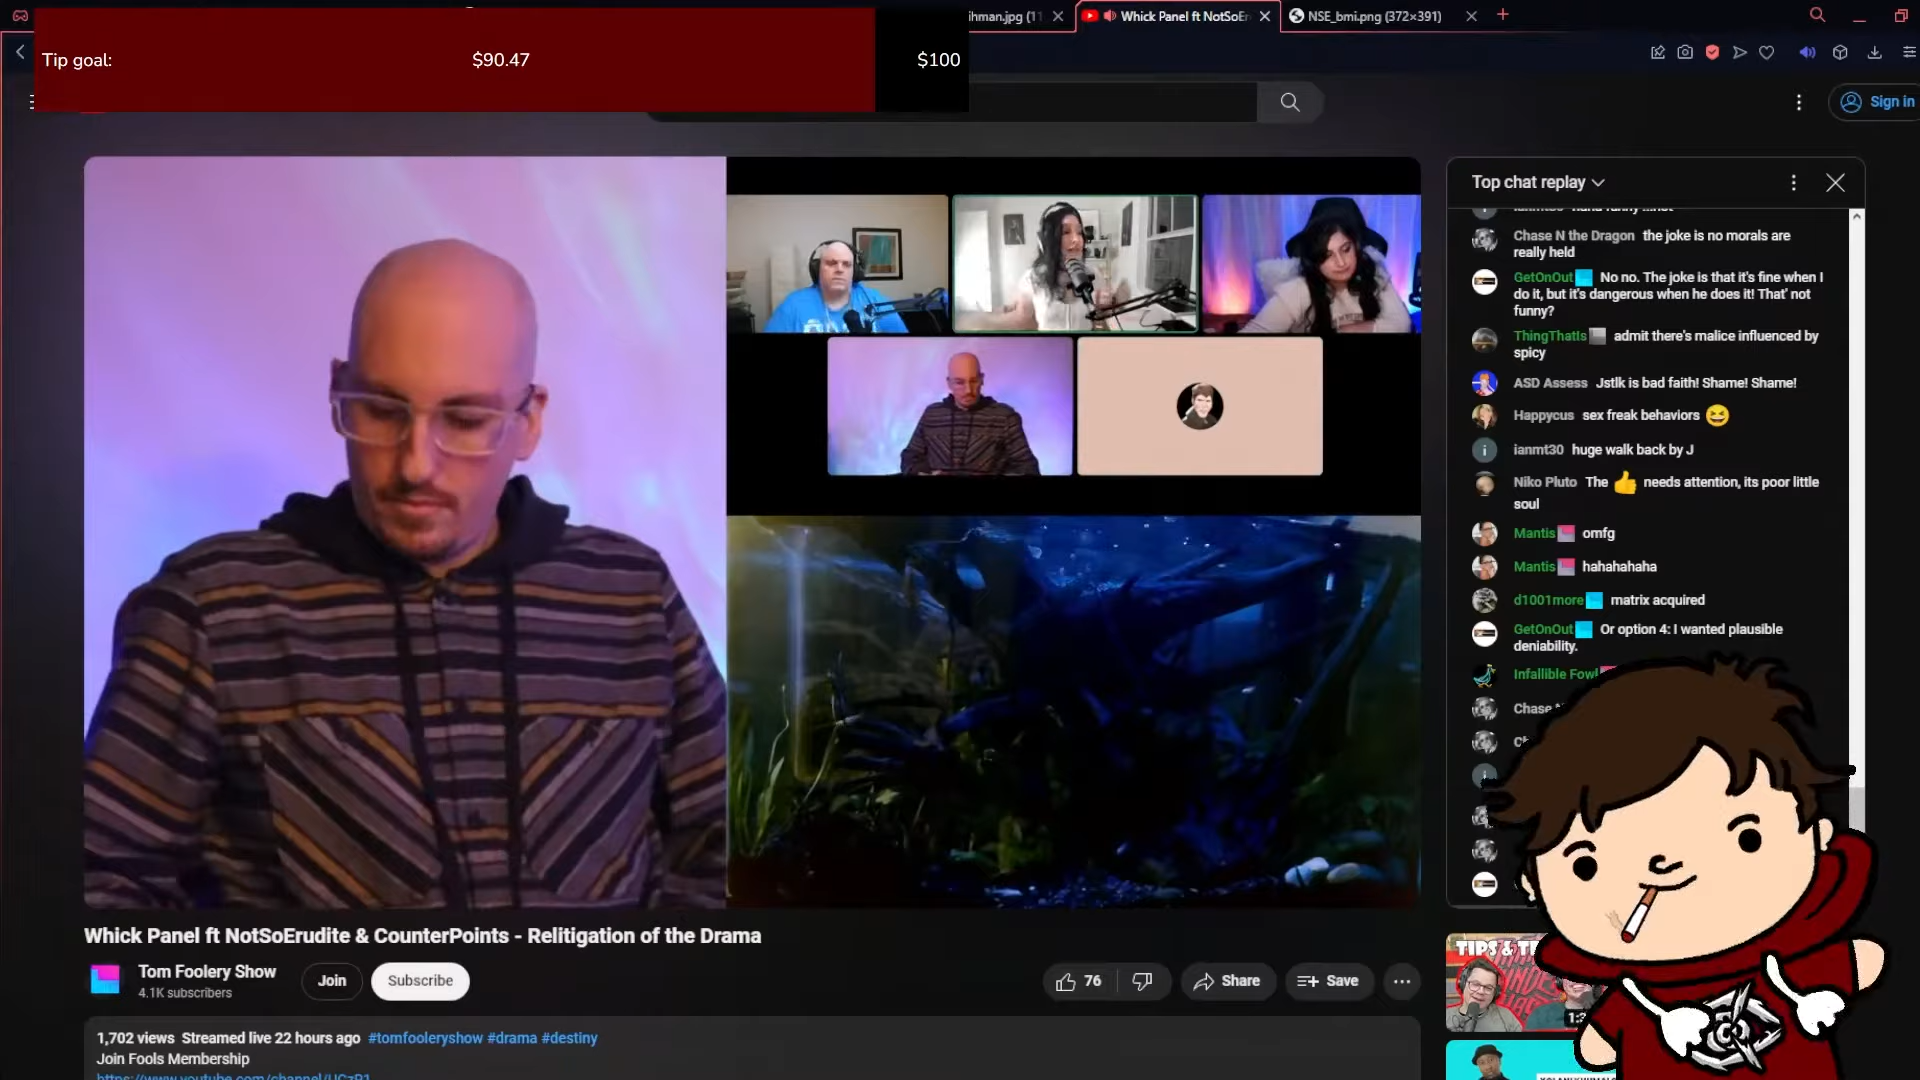 ihman.jpg (11
Whick Panel ft NotSoEr
NSE_bmi.png (372×391)
Tip goal:
$90.47
$100
Sign in
Top chat replay
Chase N the Dragon the joke is no morals are
really held
GetOnOut No no. The joke is that it's fine when I
do it, but it's dangerous when he does it! That' not
funny?
ThingThatIs admit there's malice influenced by
spicy
ASD Assess Jstlk is bad faith! Shame! Shame!
Happycus sex freak behaviors
ianmt30 huge walk back by J
Niko Pluto The 👍 needs attention, its poor little
soul
Mantis omfg
Mantis hahahahaha
d1001more matrix acquired
GetOnOut Or option 4: I wanted plausible
deniability.
Infallible Fowl
Chase
Whick Panel ft NotSoErudite & CounterPoints - Relitigation of the Drama
Tom Foolery Show
4.1K subscribers
Join
Subscribe
76
Share
Save
TIPS &
1,702 views Streamed live 22 hours ago #tomfooleryshow #drama #destiny
Join Fools Membership